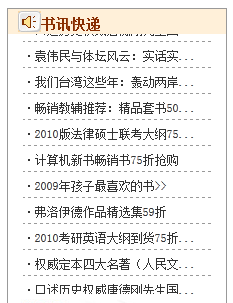 书讯快递
· 袁伟民与体坛风云：实话实...
· 我们台湾这些年：轰动两岸...
· 畅销教辅推荐：精品套书50...
· 2010版法律硕士联考大纲75...
· 计算机新书畅销书75折抢购
· 2009年孩子最喜欢的书>>
· 弗洛伊德作品精选集59折
· 2010考研英语大纲到货75折...
· 权威定本四大名著（人民文...
· 口述历史权威唐德刚先生国...